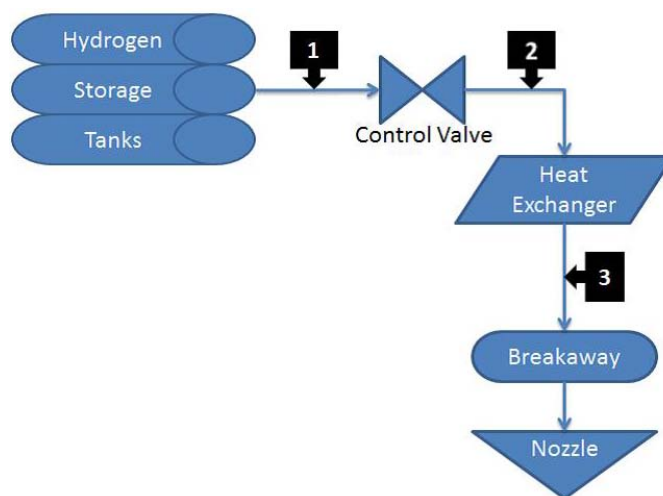 Hydrogen
Storage
Tanks
1
Control Valve
2
Heat
Exchanger
3
Breakaway
Nozzle